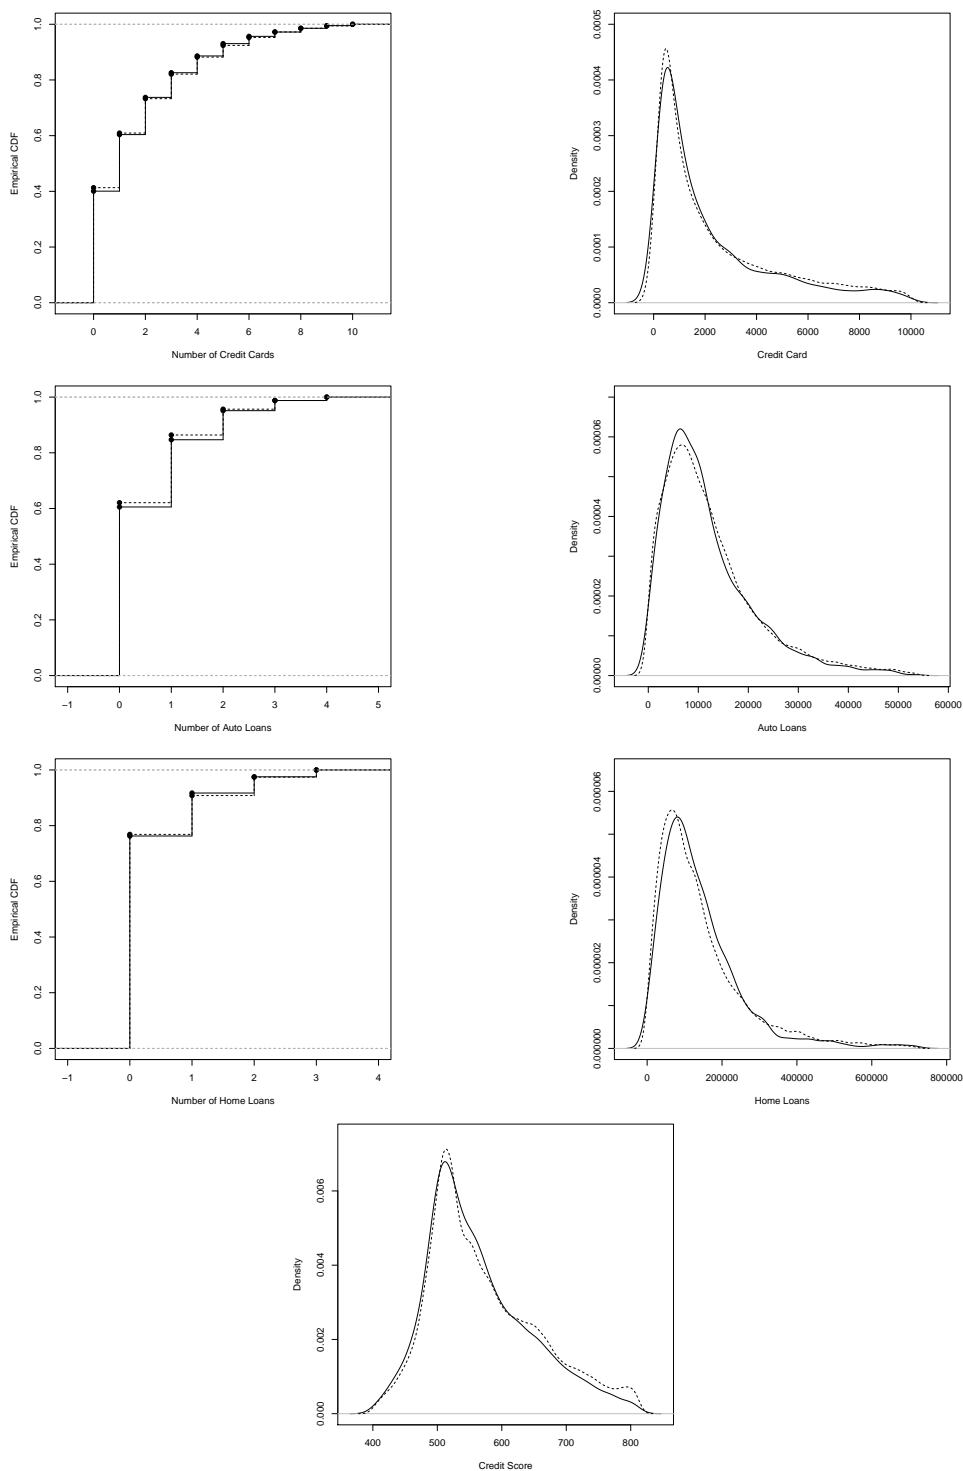 1.0
0.8
0.6
0.4
0.2
0.0
Empirical CDF
0 2 4 6 8 10
Number of Credit Cards
0.0005
0.0004
0.0003
0.0002
0.0001
0.0000
Density
0 2000 4000 6000 8000 10000
Credit Card
1.0
0.8
0.6
0.4
0.2
0.0
Empirical CDF
−1 0 1 2 3 4 5
Number of Auto Loans
0.00006
0.00004
0.00002
0.00000
Density
0 10000 20000 30000 40000 50000 60000
Auto Loans
1.0
0.8
0.6
0.4
0.2
0.0
Empirical CDF
−1 0 1 2 3 4
Number of Home Loans
0.000006
0.000004
0.000002
0.000000
Density
0 200000 400000 600000 800000
Home Loans
0.006
0.004
0.002
0.000
Density
400 500 600 700 800
Credit Score